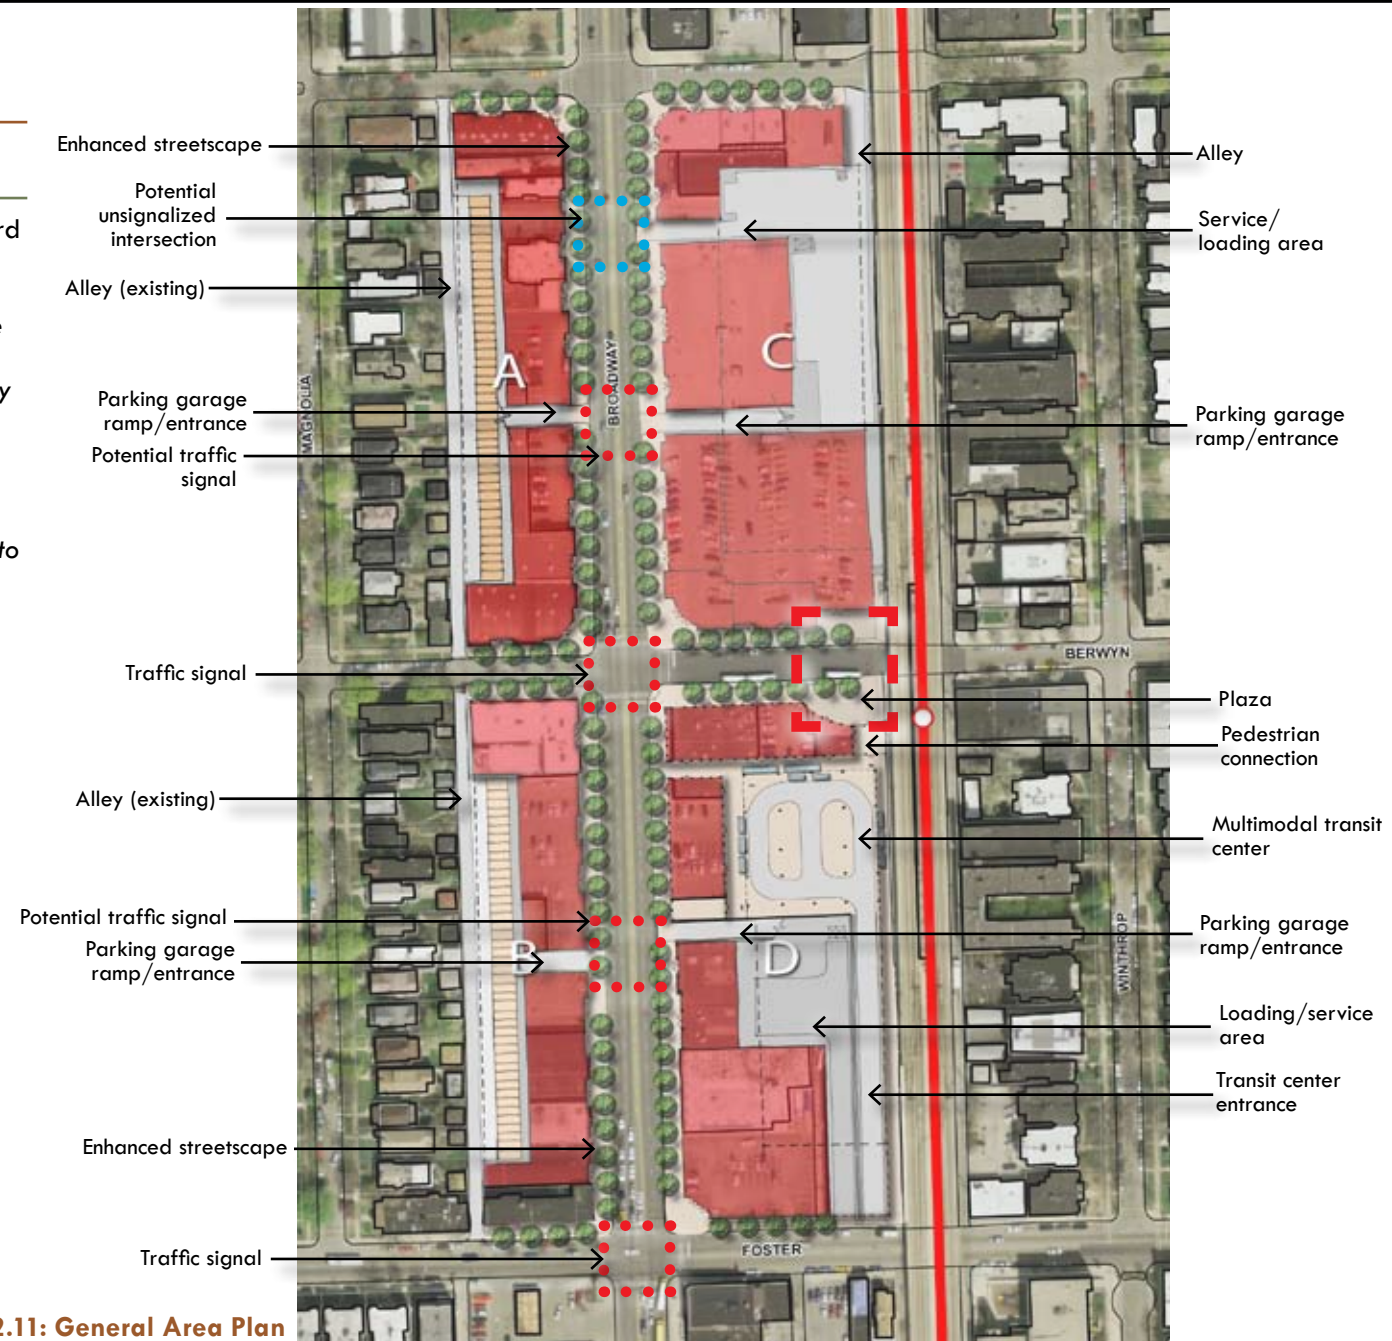 rd
e
y
to
Enhanced streetscape
Potential
unsignalized
intersection
Alley (existing)
Parking garage
ramp/entrance
Potential traffic
signal
Traffic signal
Alley (existing)
Potential traffic signal
Parking garage
ramp/entrance
Enhanced streetscape
Traffic signal
MAGNOLIA
BROADWAY
A
B
C
D
BERWYN
WINTHROP
FOSTER
Alley
Service/
loading area
Parking garage
ramp/entrance
Plaza
Pedestrian
connection
Multimodal transit
center
Parking garage
ramp/entrance
Loading/service
area
Transit center
entrance
2.11: General Area Plan